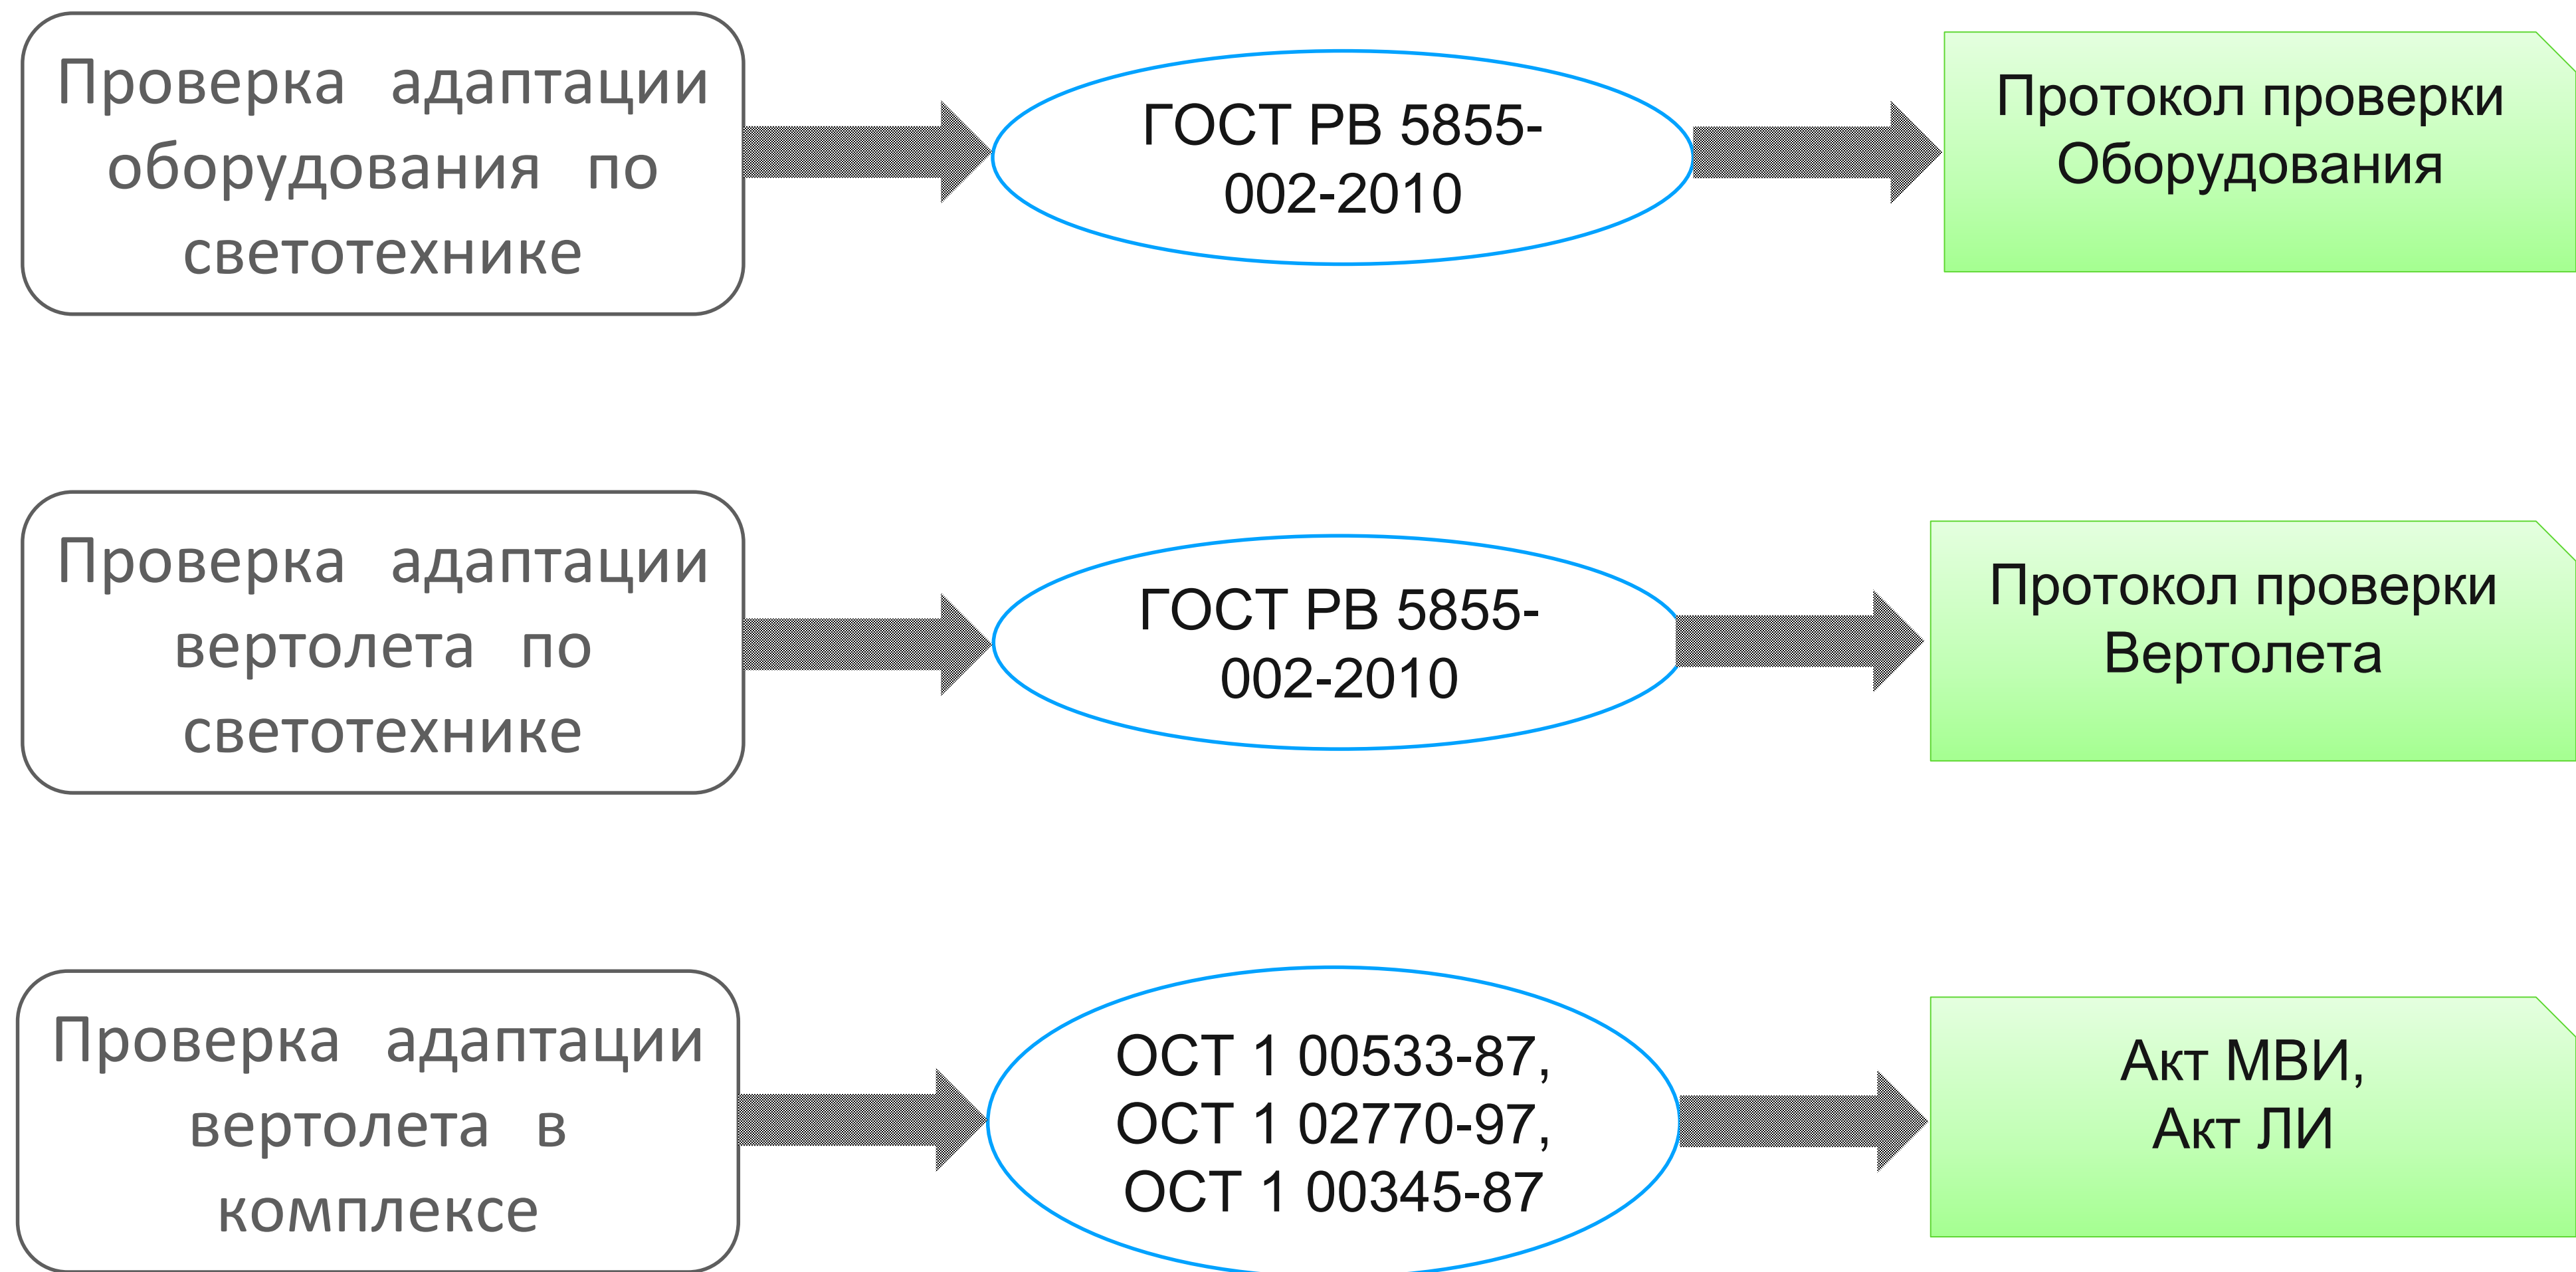 Проверка адаптации
оборудования по
светотехнике
ГОСТ РВ 5855-
002-2010
Протокол проверки
Оборудования
Проверка адаптации
вертолета по
светотехнике
ГОСТ РВ 5855-
002-2010
Протокол проверки
Вертолета
Проверка адаптации
вертолета в
комплексе
ОСТ 1 00533-87,
ОСТ 1 02770-97,
ОСТ 1 00345-87
Акт МВИ,
Акт ЛИ